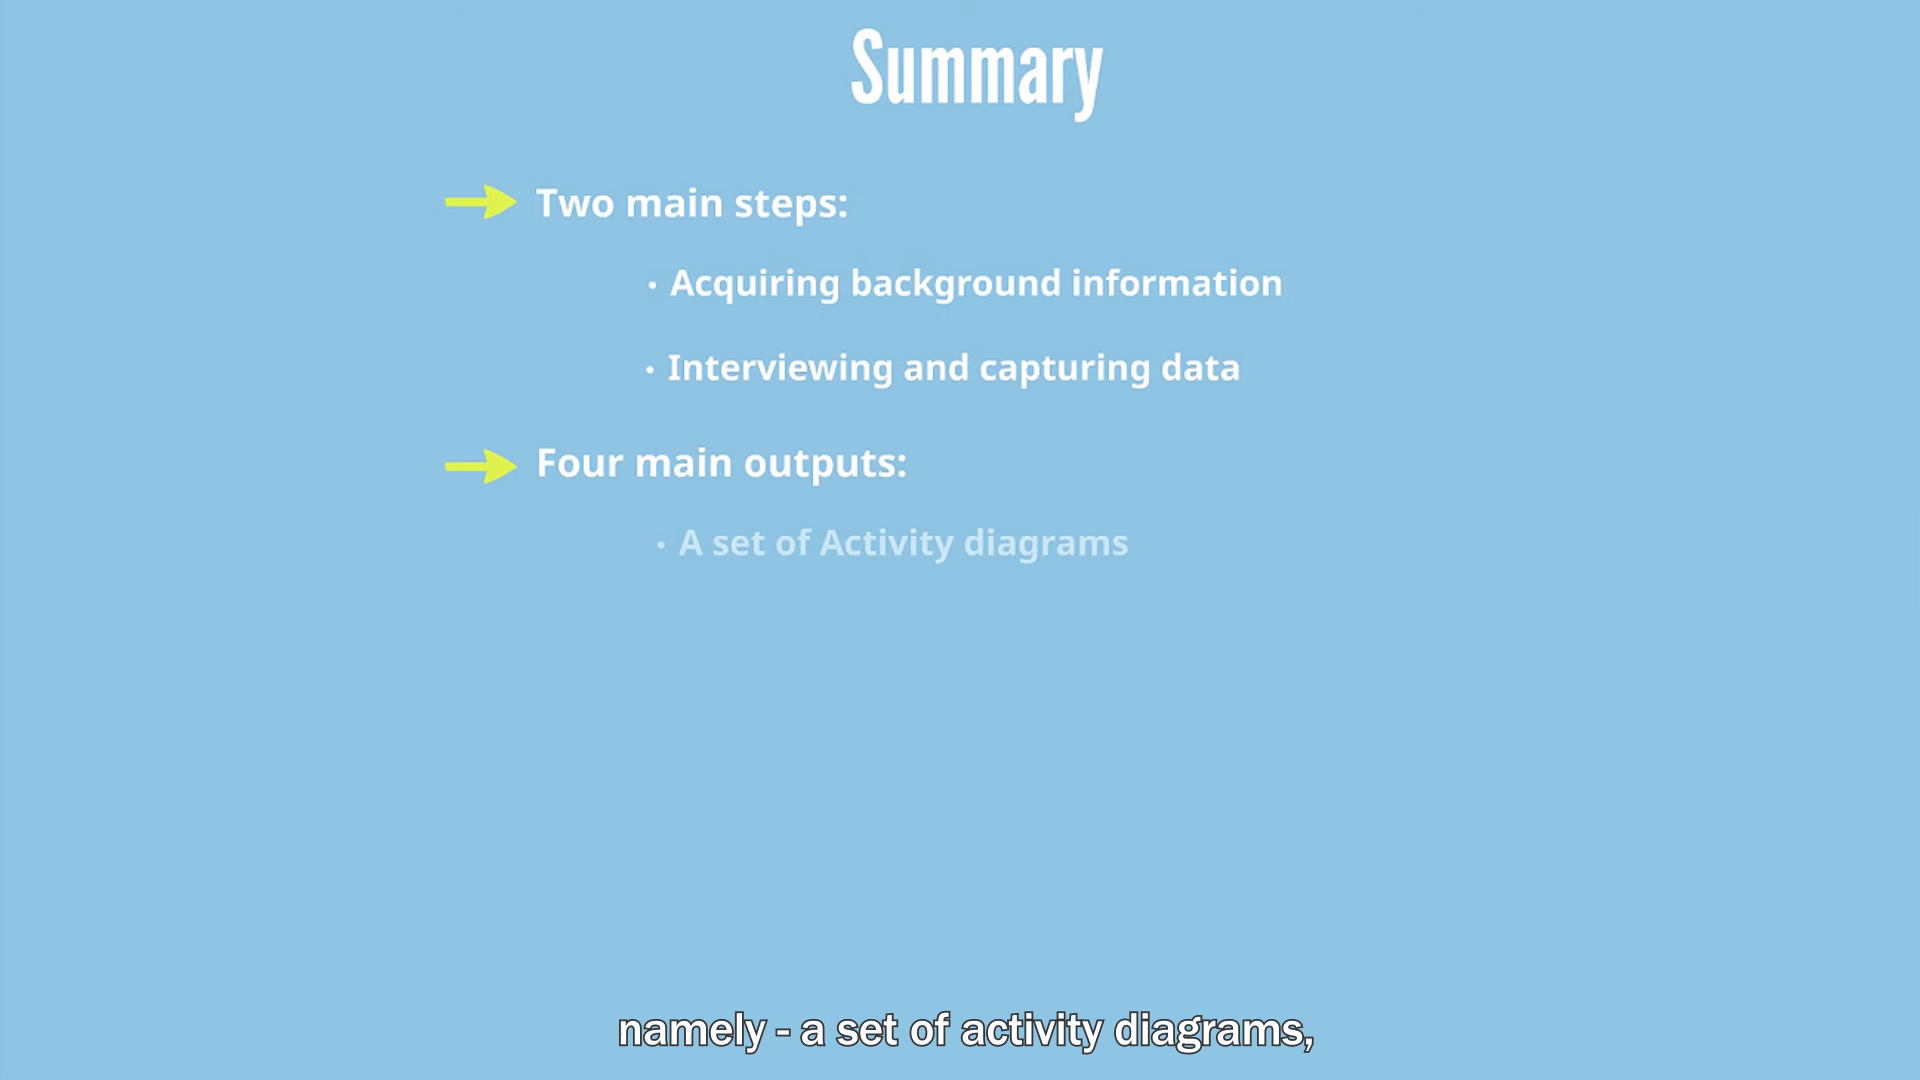 Summary
Two main steps:
· Acquiring background information
· Interviewing and capturing data
Four main outputs:
· A set of Activity diagrams
namely - a set of activity diagrams,